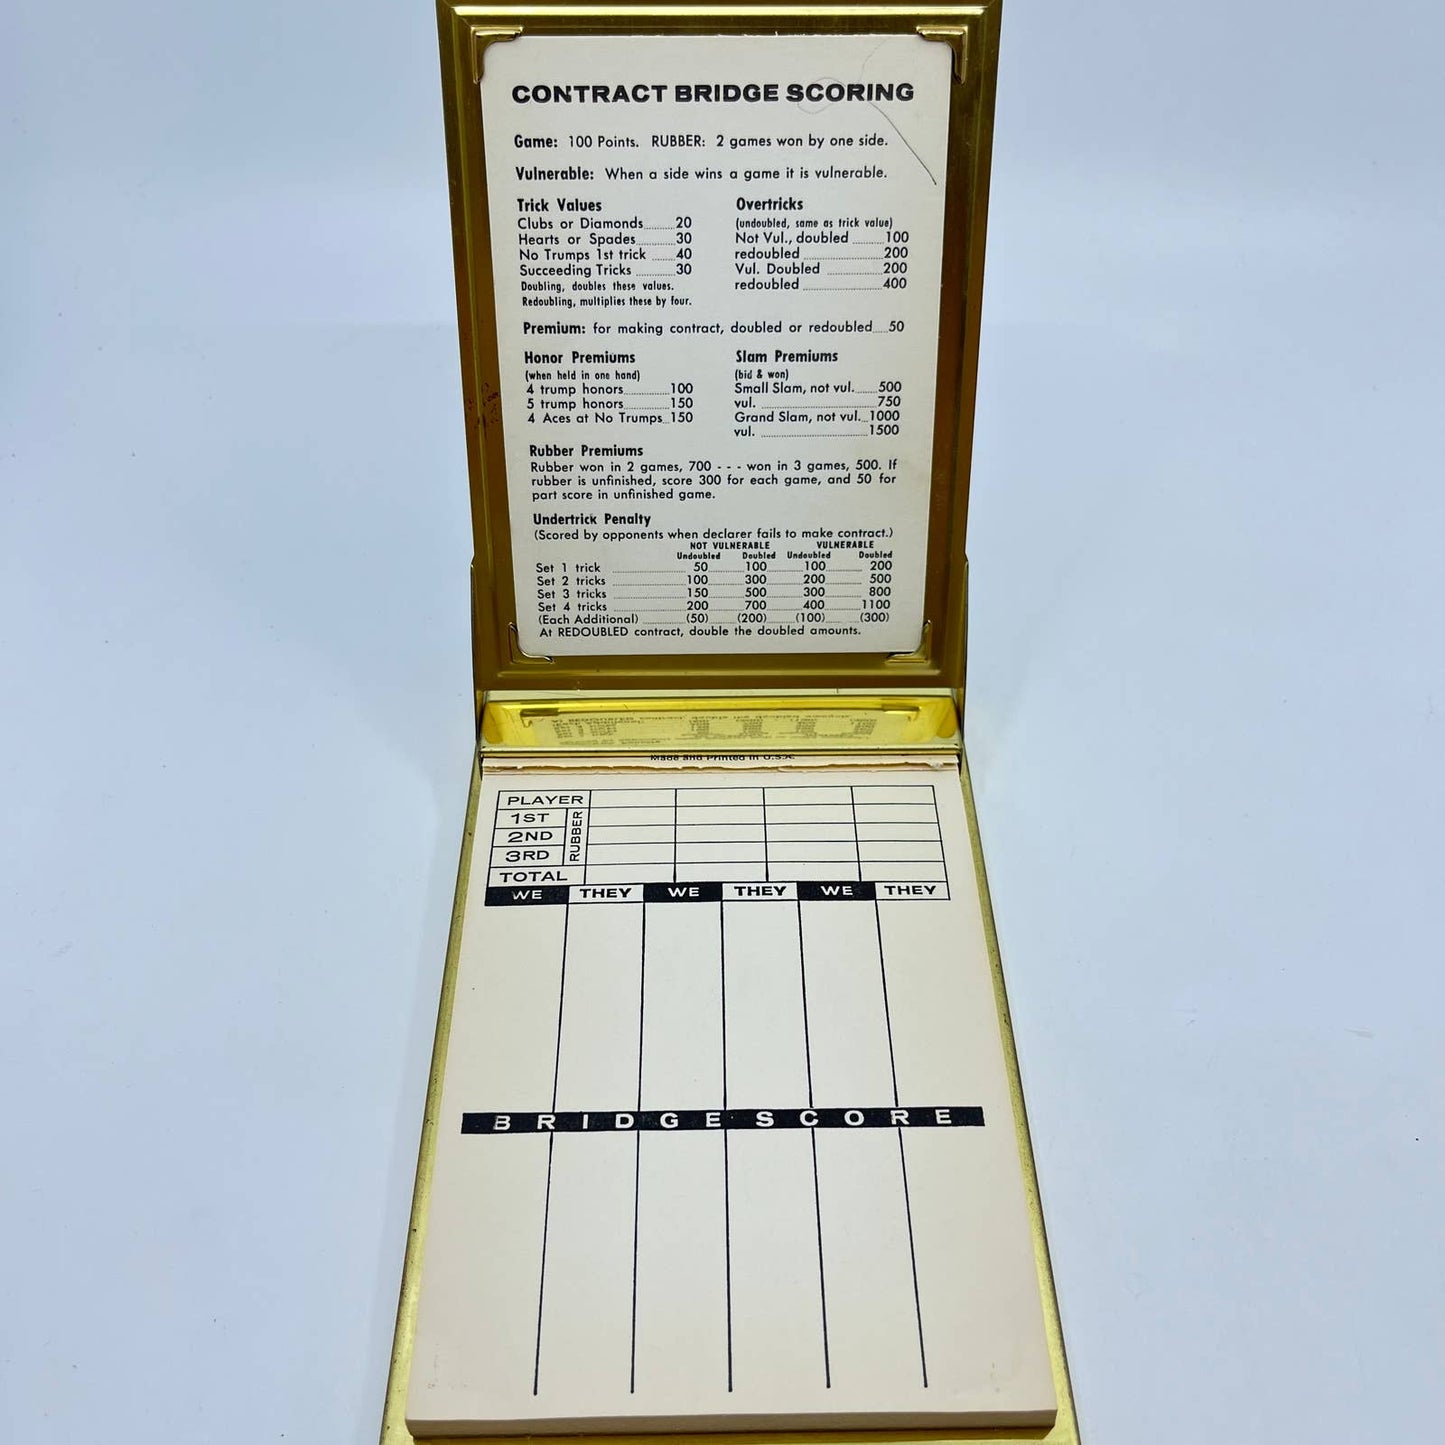 CONTRACT BRIDGE SCORING
Game: 100 Points. RUBBER: 2 games won by one side.
Vulnerable: When a side wins a game it is vulnerable.
Trick Values
Clubs or Diamonds 20
Hearts or Spades 30
No Trumps 1st trick 40
Succeeding Tricks 30
Doubling, doubles these values.
Redoubling, multiplies these by four.
Overtricks
(undoubled, same as trick value)
Not Vul., doubled 100
redoubled 200
Vul. Doubled 200
redoubled 400
Premium: for making contract, doubled or redoubled 50
Honor Premiums
(when held in one hand)
4 trump honors 100
5 trump honors 150
4 Aces at No Trumps 150
Slam Premiums
(bid & won)
Small Slam, not vul. 500
vul. 750
Grand Slam, not vul. 1000
vul. 1500
Rubber Premiums
Rubber won in 2 games, 700 - - - won in 3 games, 500. If
rubber is unfinished, score 300 for each game, and 50 for
part score in unfinished game.
Undertrick Penalty
(Scored by opponents when declarer fails to make contract.)
NOT VULNERABLE VULNERABLE
Undoubled Doubled Undoubled Doubled
Set 1 trick 50 100 100 200
Set 2 tricks 100 300 200 500
Set 3 tricks 150 500 300 800
Set 4 tricks 200 700 400 1100
(Each Additional) (50) (200) (100) (300)
At REDOUBLED contract, double the doubled amounts.
Made and Printed in U.S.
PLAYER
1ST
2ND
3RD
RUBBER
TOTAL
WE THEY WE THEY WE THEY
BRIDGE SCORE